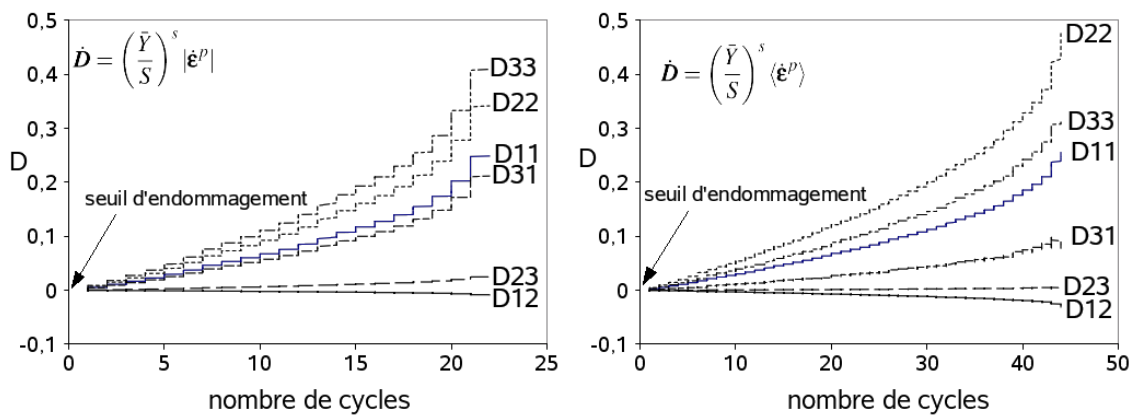 0,5
0,4
0,3
0,2
0,1
0
-0,1
D
Ḋ = (Ȳ/S)^s |ε̇^p|
seuil d'endommagement
D33
D22
D11
D31
D23
D12
0 5 10 15 20 25
nombre de cycles
0,5
0,4
0,3
0,2
0,1
0
-0,1
D
Ḋ = (Ȳ/S)^s ⟨ε̇^p⟩
seuil d'endommagement
D22
D33
D11
D31
D23
D12
0 10 20 30 40 50
nombre de cycles